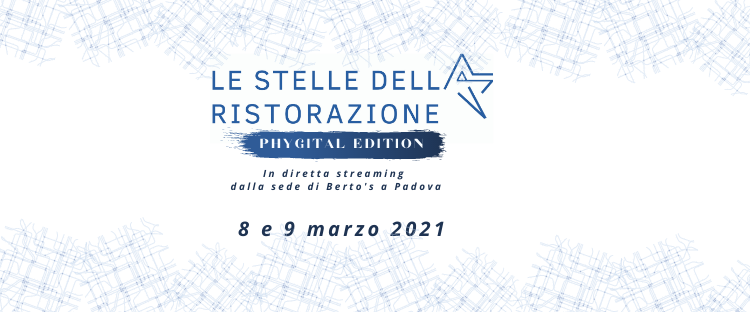 LE STELLE DELLA
RISTORAZIONE
PHYGITAL EDITION
In diretta streaming
dalla sede di Berto's a Padova
8 e 9 marzo 2021